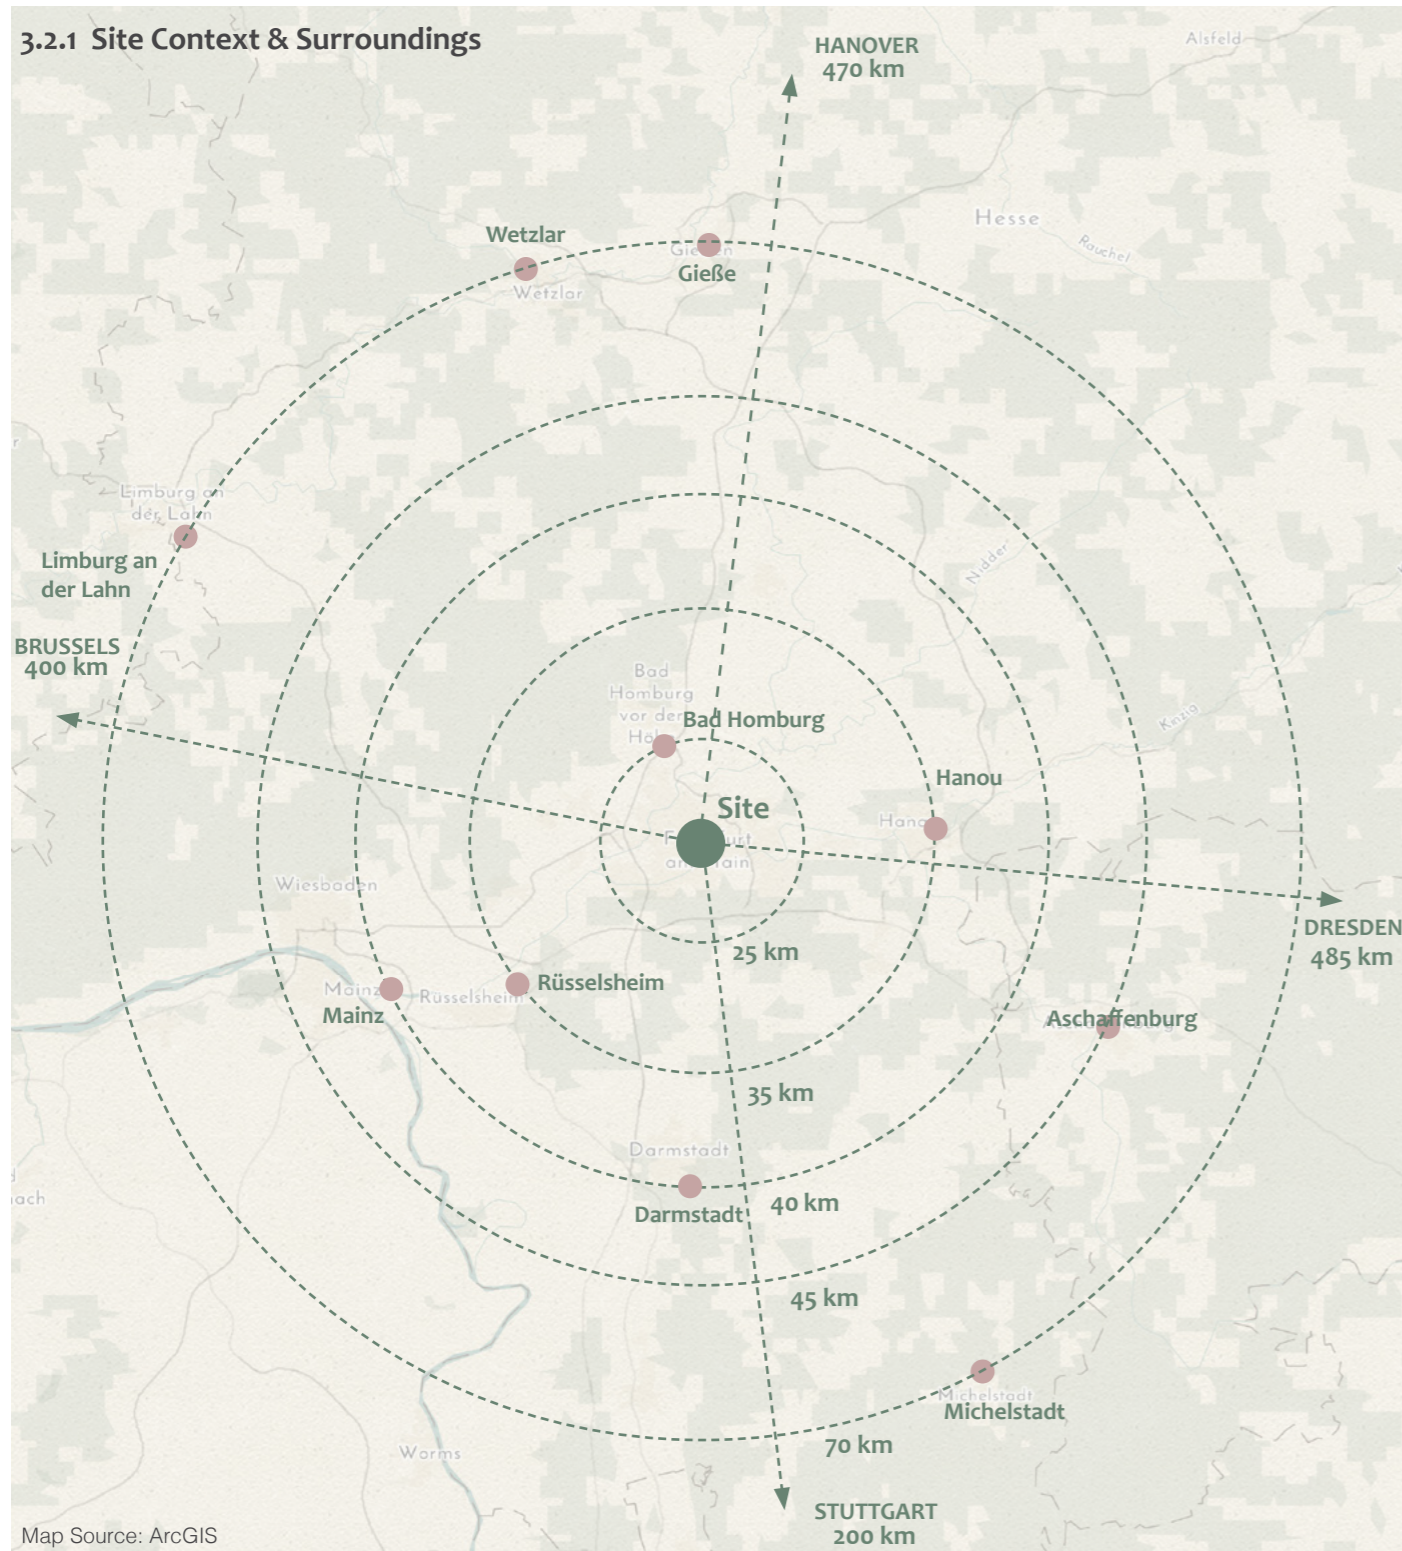 3.2.1 Site Context & Surroundings
HANOVER
470 km
Alsfeld
Hesse
Rauchel
Wetzlar
Wetzlar
Gieße
Limburg an
der Lahn
Limburg an
der Lahn
BRUSSELS
400 km
Nidder
Kinzig
Bad
Homburg
vor der
Bad Homburg
Hanou
Site
Wiesbaden
DRESDEN
485 km
25 km
Mainz
Mainz
Rüsselsheim
Rüsselsheim
Aschaffenburg
35 km
Darmstadt
Darmstadt
40 km
45 km
Michelstadt
Michelstadt
70 km
Worms
STUTTGART
200 km
Map Source: ArcGIS